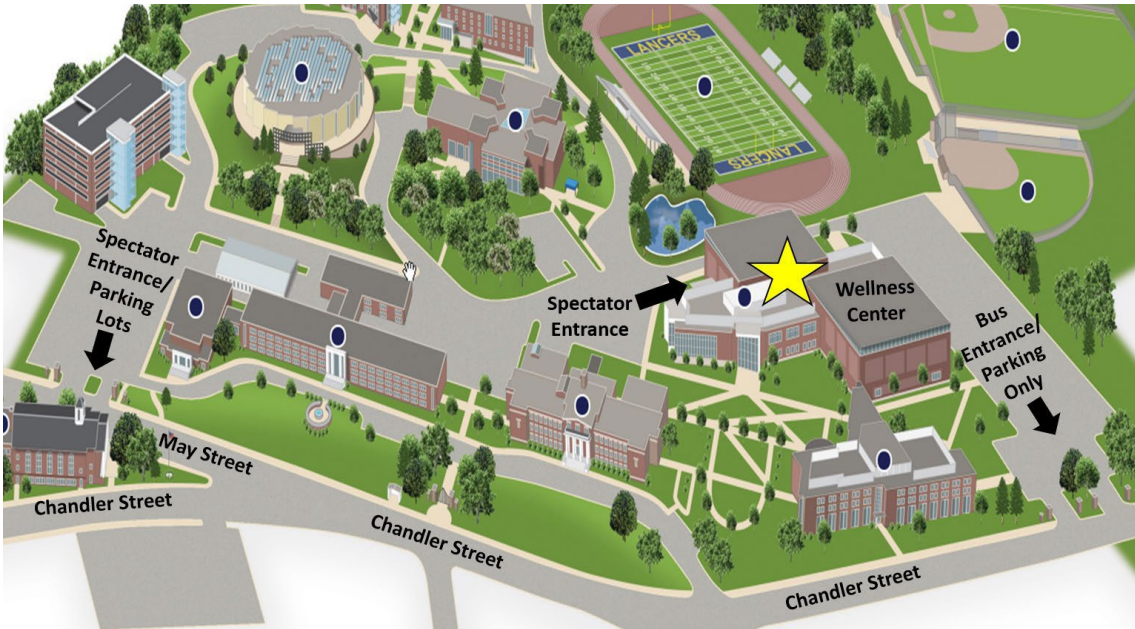 LANCERS
LANCERS
Spectator
Entrance/
Parking
Lots
Spectator
Entrance
Wellness
Center
Bus
Entrance/
Parking
Only
May Street
Chandler Street
Chandler Street
Chandler Street